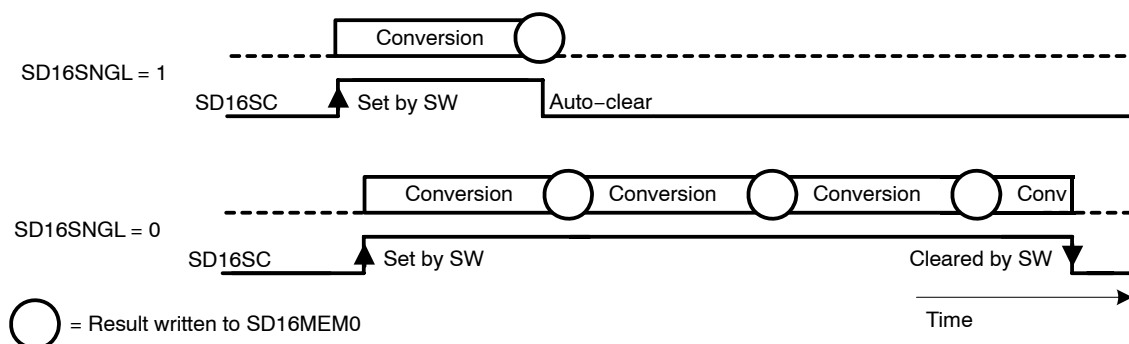 Conversion
SD16SNGL = 1
SD16SC
Set by SW
Auto−clear
Conversion
Conversion
Conversion
Conv
SD16SNGL = 0
SD16SC
Set by SW
Cleared by SW
= Result written to SD16MEM0
Time